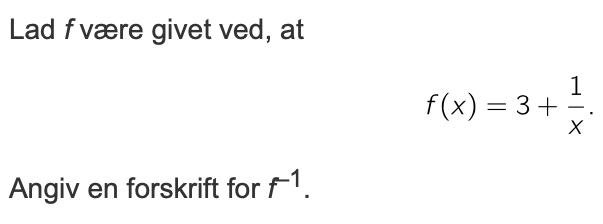 Lad f være givet ved, at
f(x) = 3 + 1/x.
Angiv en forskrift for f⁻¹.